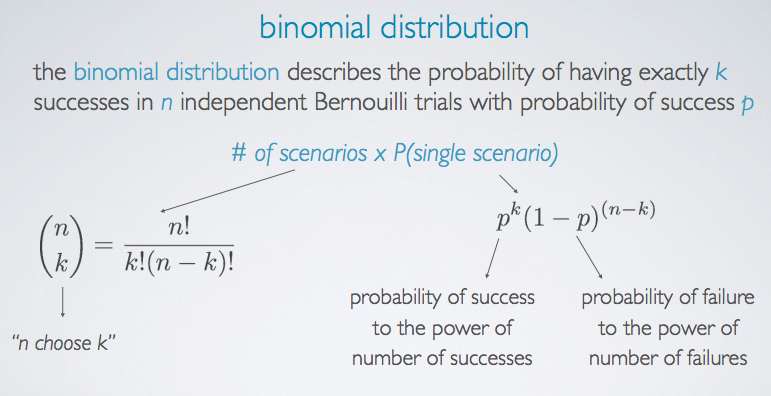 binomial distribution
the binomial distribution describes the probability of having exactly k
successes in n independent Bernouilli trials with probability of success p
# of scenarios x P(single scenario)
(n k) = n! / k!(n − k)!
p^k(1 − p)^(n−k)
"n choose k"
probability of success
to the power of
number of successes
probability of failure
to the power of
number of failures